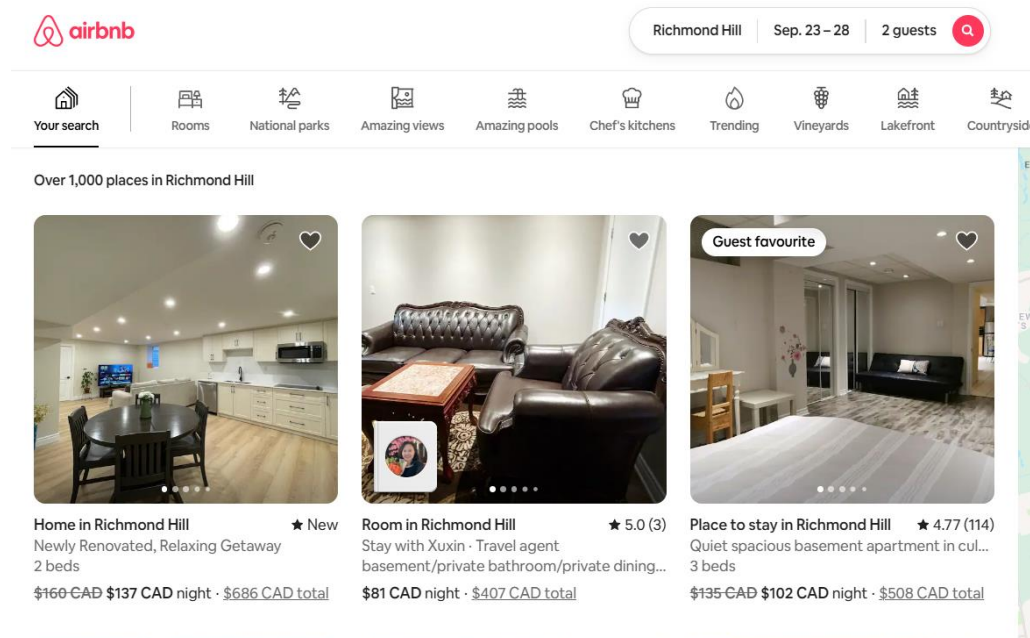 airbnb
Richmond Hill
Sep. 23 – 28
2 guests
Your search
Rooms
National parks
Amazing views
Amazing pools
Chef's kitchens
Trending
Vineyards
Lakefront
Countrysid
Over 1,000 places in Richmond Hill
Guest favourite
Home in Richmond Hill ★ New
Newly Renovated, Relaxing Getaway
2 beds
$160 CAD $137 CAD night · $686 CAD total
Room in Richmond Hill ★ 5.0 (3)
Stay with Xuxin · Travel agent
basement/private bathroom/private dining...
$81 CAD night · $407 CAD total
Place to stay in Richmond Hill ★ 4.77 (114)
Quiet spacious basement apartment in cul...
3 beds
$135 CAD $102 CAD night · $508 CAD total